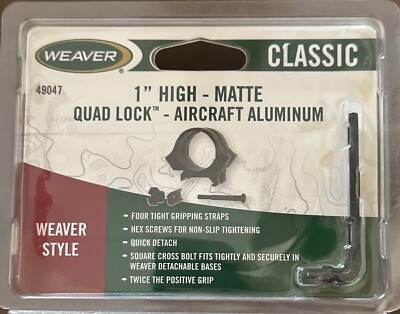 WEAVER
CLASSIC
49047
1" HIGH - MATTE
QUAD LOCK™ - AIRCRAFT ALUMINUM
WEAVER
STYLE
• FOUR TIGHT GRIPPING STRAPS
• HEX SCREWS FOR NON-SLIP TIGHTENING
• QUICK DETACH
• SQUARE CROSS BOLT FITS TIGHTLY AND SECURELY IN
WEAVER DETACHABLE BASES
• TWICE THE POSITIVE GRIP